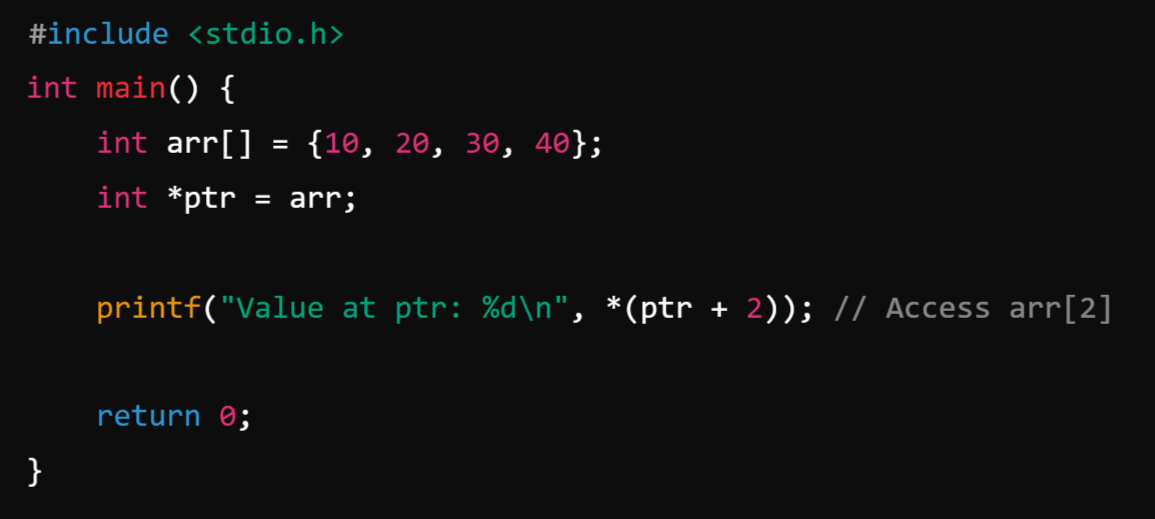 #include <stdio.h>
int main() {
    int arr[] = {10, 20, 30, 40};
    int *ptr = arr;
    printf("Value at ptr: %d\n", *(ptr + 2)); // Access arr[2]
    return 0;
}